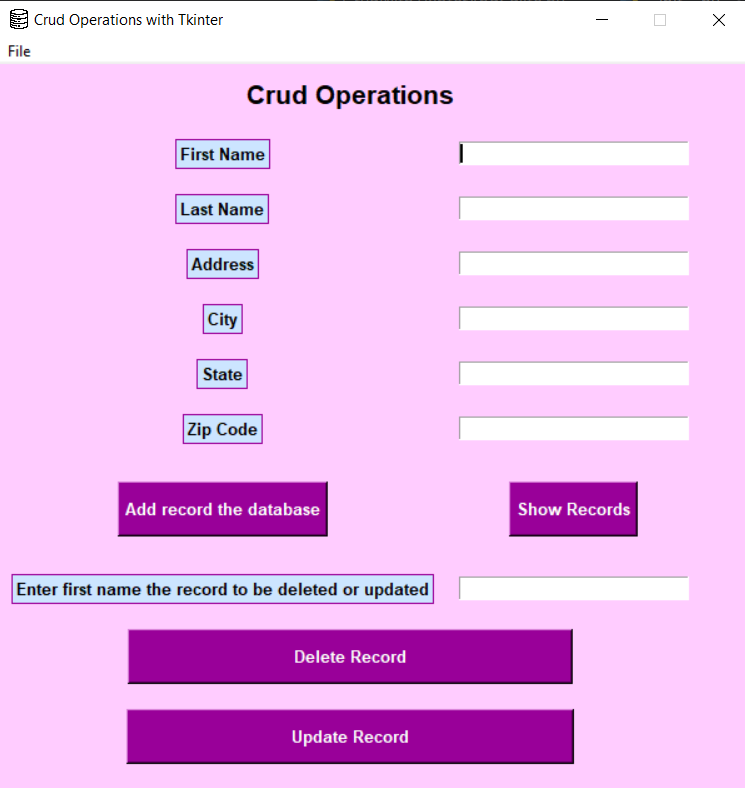 Crud Operations with Tkinter
File
Crud Operations
First Name
Last Name
Address
City
State
Zip Code
Add record the database Show Records
Enter first name the record to be deleted or updated
Delete Record
Update Record